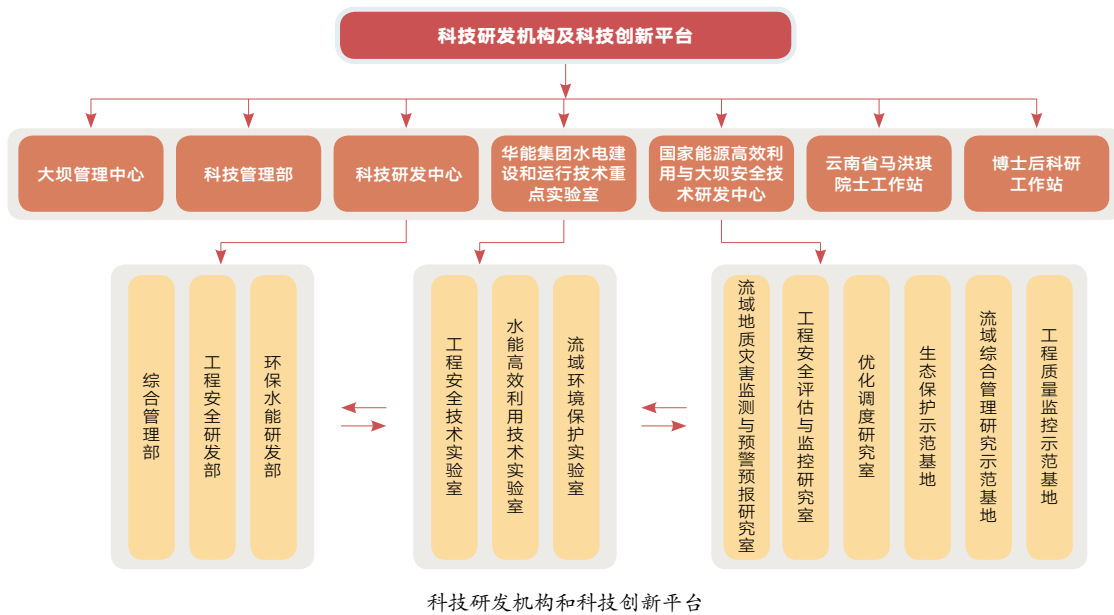 科技研发机构及科技创新平台
大坝管理中心
科技管理部
科技研发中心
华能集团水电建
设和运行技术重
点实验室
国家能源高效利
用与大坝安全技
术研发中心
云南省马洪琪
院士工作站
博士后科研
工作站
综合管理部
工程安全研发部
环保水能研发部
工程安全技术实验室
水能高效利用技术实验室
流域环境保护实验室
流域地质灾害监测与预警预报研究室
工程安全评估与监控研究室
优化调度研究室
生态保护示范基地
流域综合管理研究示范基地
工程质量监控示范基地
科技研发机构和科技创新平台